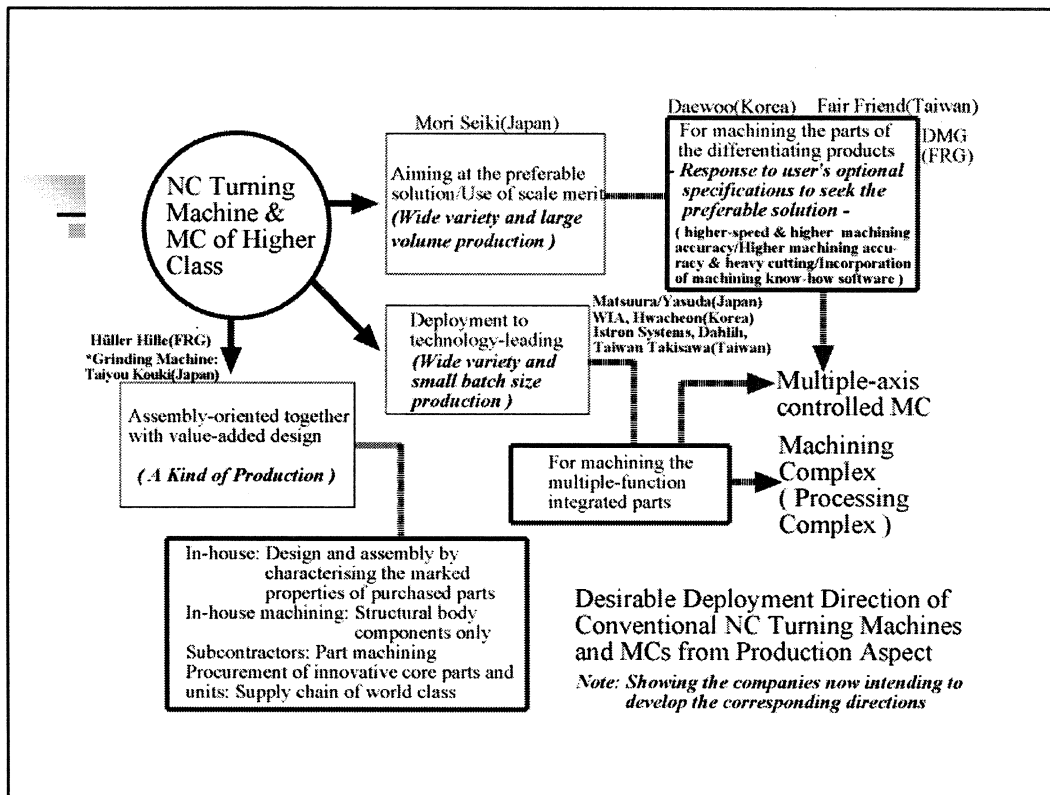 Daewoo(Korea) Fair Friend(Taiwan)
Mori Seiki(Japan)
DMG
(FRG)
NC Turning
Machine &
MC of Higher
Class
Aiming at the preferable
solution/Use of scale merit
(Wide variety and large
volume production )
For machining the parts of
the differentiating products
- Response to user's optional
specifications to seek the
preferable solution -
( higher-speed & higher machining
accuracy/Higher machining accu-
racy & heavy cutting/Incorporation
of machining know-how software )
Matsuura/Yasuda(Japan)
WIA, Hwacheon(Korea)
Istron Systems, Dahlih,
Taiwan Takisawa(Taiwan)
Deployment to
technology-leading
(Wide variety and
small batch size
production )
Hüller Hille(FRG)
*Grinding Machine:
Taiyou Kouki(Japan)
Assembly-oriented together
with value-added design
( A Kind of Production )
Multiple-axis
controlled MC
For machining the
multiple-function
integrated parts
Machining
Complex
( Processing
Complex )
In-house: Design and assembly by
characterising the marked
properties of purchased parts
In-house machining: Structural body
components only
Subcontractors: Part machining
Procurement of innovative core parts and
units: Supply chain of world class
Desirable Deployment Direction of
Conventional NC Turning Machines
and MCs from Production Aspect
Note: Showing the companies now intending to
develop the corresponding directions